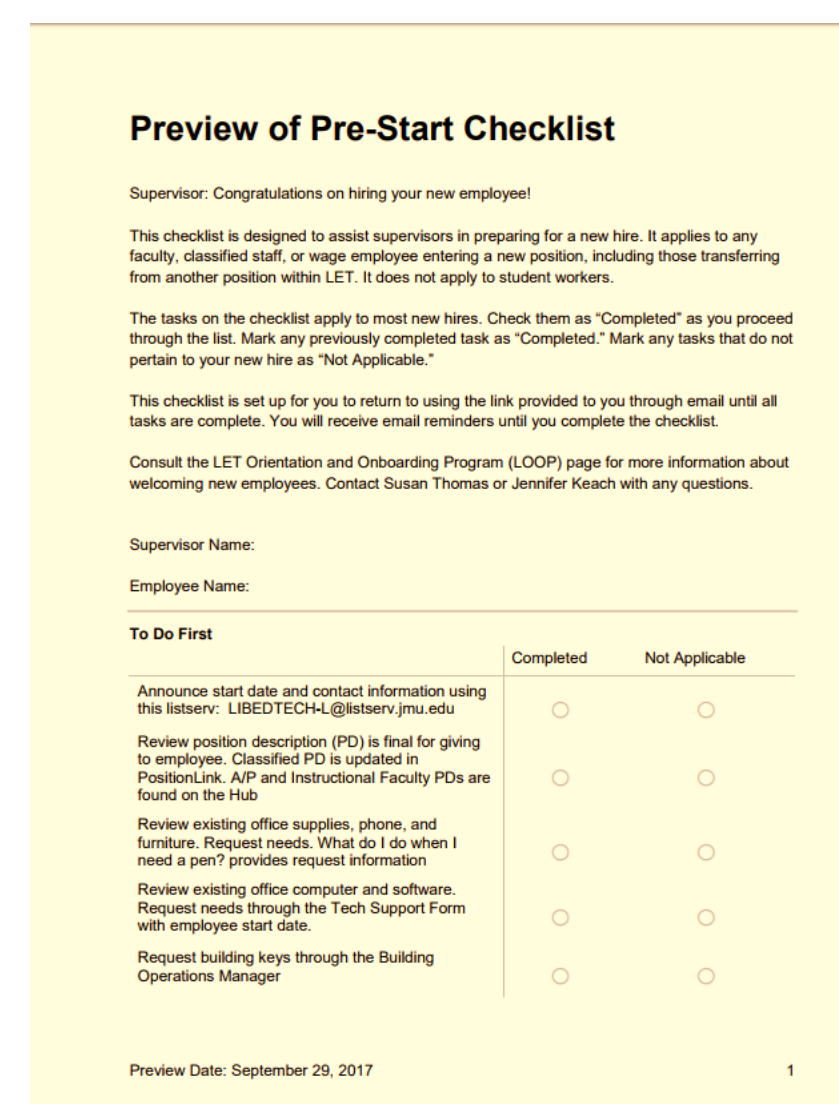 Preview of Pre-Start Checklist
Supervisor: Congratulations on hiring your new employee!
This checklist is designed to assist supervisors in preparing for a new hire. It applies to any
faculty, classified staff, or wage employee entering a new position, including those transferring
from another position within LET. It does not apply to student workers.
The tasks on the checklist apply to most new hires. Check them as “Completed” as you proceed
through the list. Mark any previously completed task as “Completed.” Mark any tasks that do not
pertain to your new hire as “Not Applicable.”
This checklist is set up for you to return to using the link provided to you through email until all
tasks are complete. You will receive email reminders until you complete the checklist.
Consult the LET Orientation and Onboarding Program (LOOP) page for more information about
welcoming new employees. Contact Susan Thomas or Jennifer Keach with any questions.
Supervisor Name:
Employee Name:
To Do First
Completed Not Applicable
Announce start date and contact information using
this listserv: LIBEDTECH-L@listserv.jmu.edu
Review position description (PD) is final for giving
to employee. Classified PD is updated in
PositionLink. A/P and Instructional Faculty PDs are
found on the Hub
Review existing office supplies, phone, and
furniture. Request needs. What do I do when I
need a pen? provides request information
Review existing office computer and software.
Request needs through the Tech Support Form
with employee start date.
Request building keys through the Building
Operations Manager
Preview Date: September 29, 2017 1